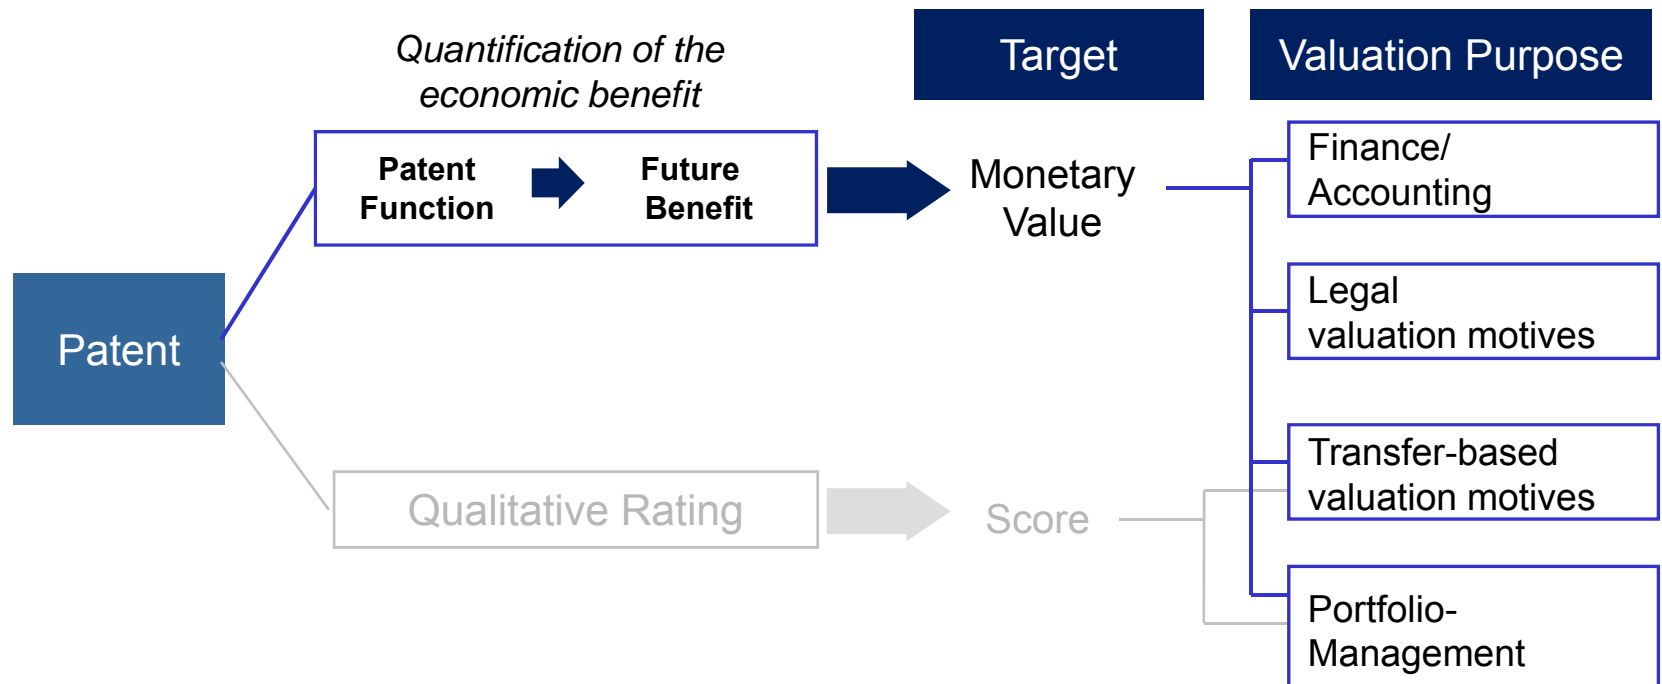 Quantification of the
economic benefit
Target
Valuation Purpose
Patent
Function
Future
Benefit
Monetary
Value
Finance/
Accounting
Legal
valuation motives
Patent
Qualitative Rating
Score
Transfer-based
valuation motives
Portfolio-
Management